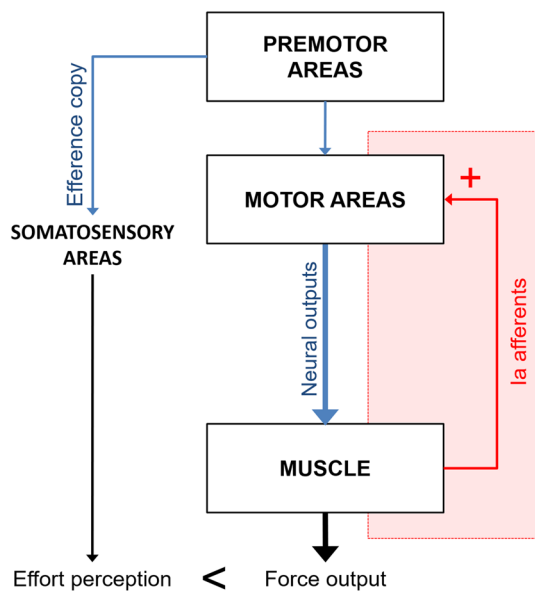 PREMOTOR
AREAS
Efference copy
+
MOTOR AREAS
SOMATOSENSORY
AREAS
Neural outputs
Ia afferents
MUSCLE
Effort perception < Force output